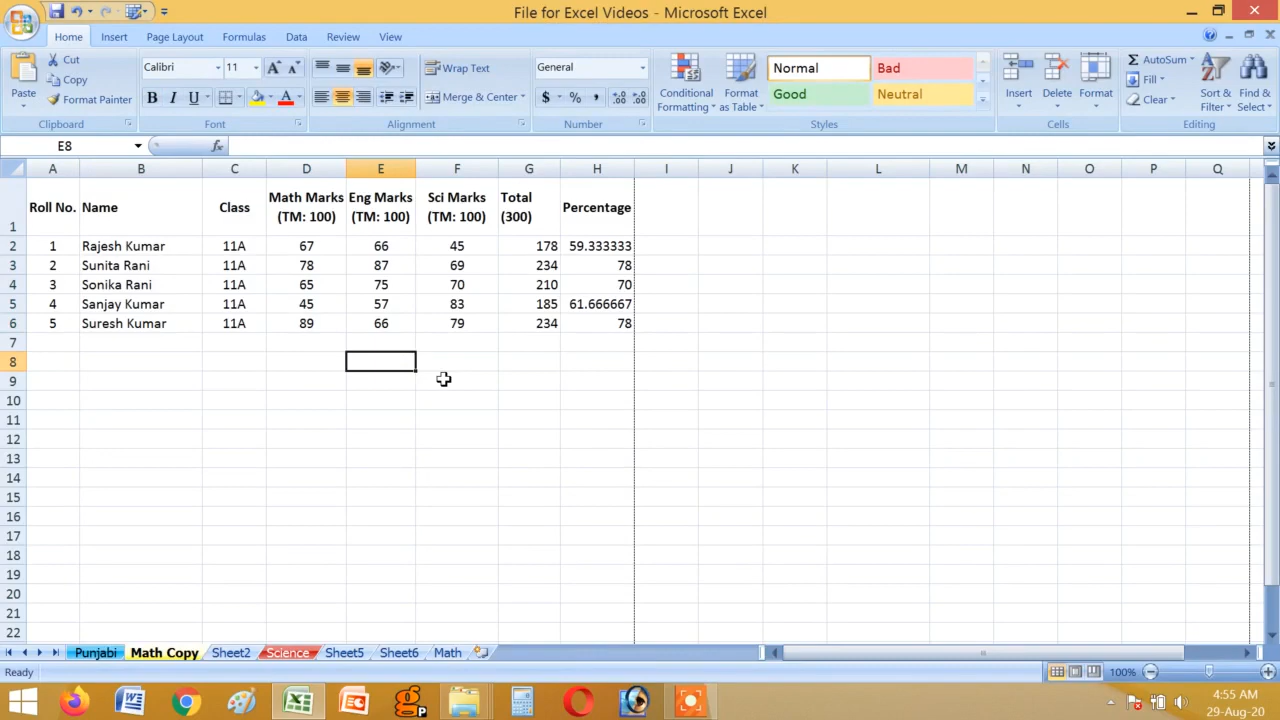 File for Excel Videos - Microsoft Excel
Home Insert Page Layout Formulas Data Review View
Paste Cut Copy Format Painter
Calibri 11 A A B I U A
Wrap Text Merge & Center
General $ % ,
Conditional Formatting Format as Table
Normal Bad Good Neutral
Insert Delete Format
Σ AutoSum Fill Clear
Sort & Filter Find & Select
Clipboard Font Alignment Number Styles Cells Editing
E8 fx
A B C D E F G H I J K L M N O P Q
Roll No. Name Class Math Marks (TM: 100) Eng Marks (TM: 100) Sci Marks (TM: 100) Total (300) Percentage
1
2 1 Rajesh Kumar 11A 67 66 45 178 59.333333
3 2 Sunita Rani 11A 78 87 69 234 78
4 3 Sonika Rani 11A 65 75 70 210 70
5 4 Sanjay Kumar 11A 45 57 83 185 61.666667
6 5 Suresh Kumar 11A 89 66 79 234 78
7
8
9
10
11
12
13
14
15
16
17
18
19
20
21
22
Punjabi Math Copy Sheet2 Science Sheet5 Sheet6 Math
Ready 100%
4:55 AM
29-Aug-20